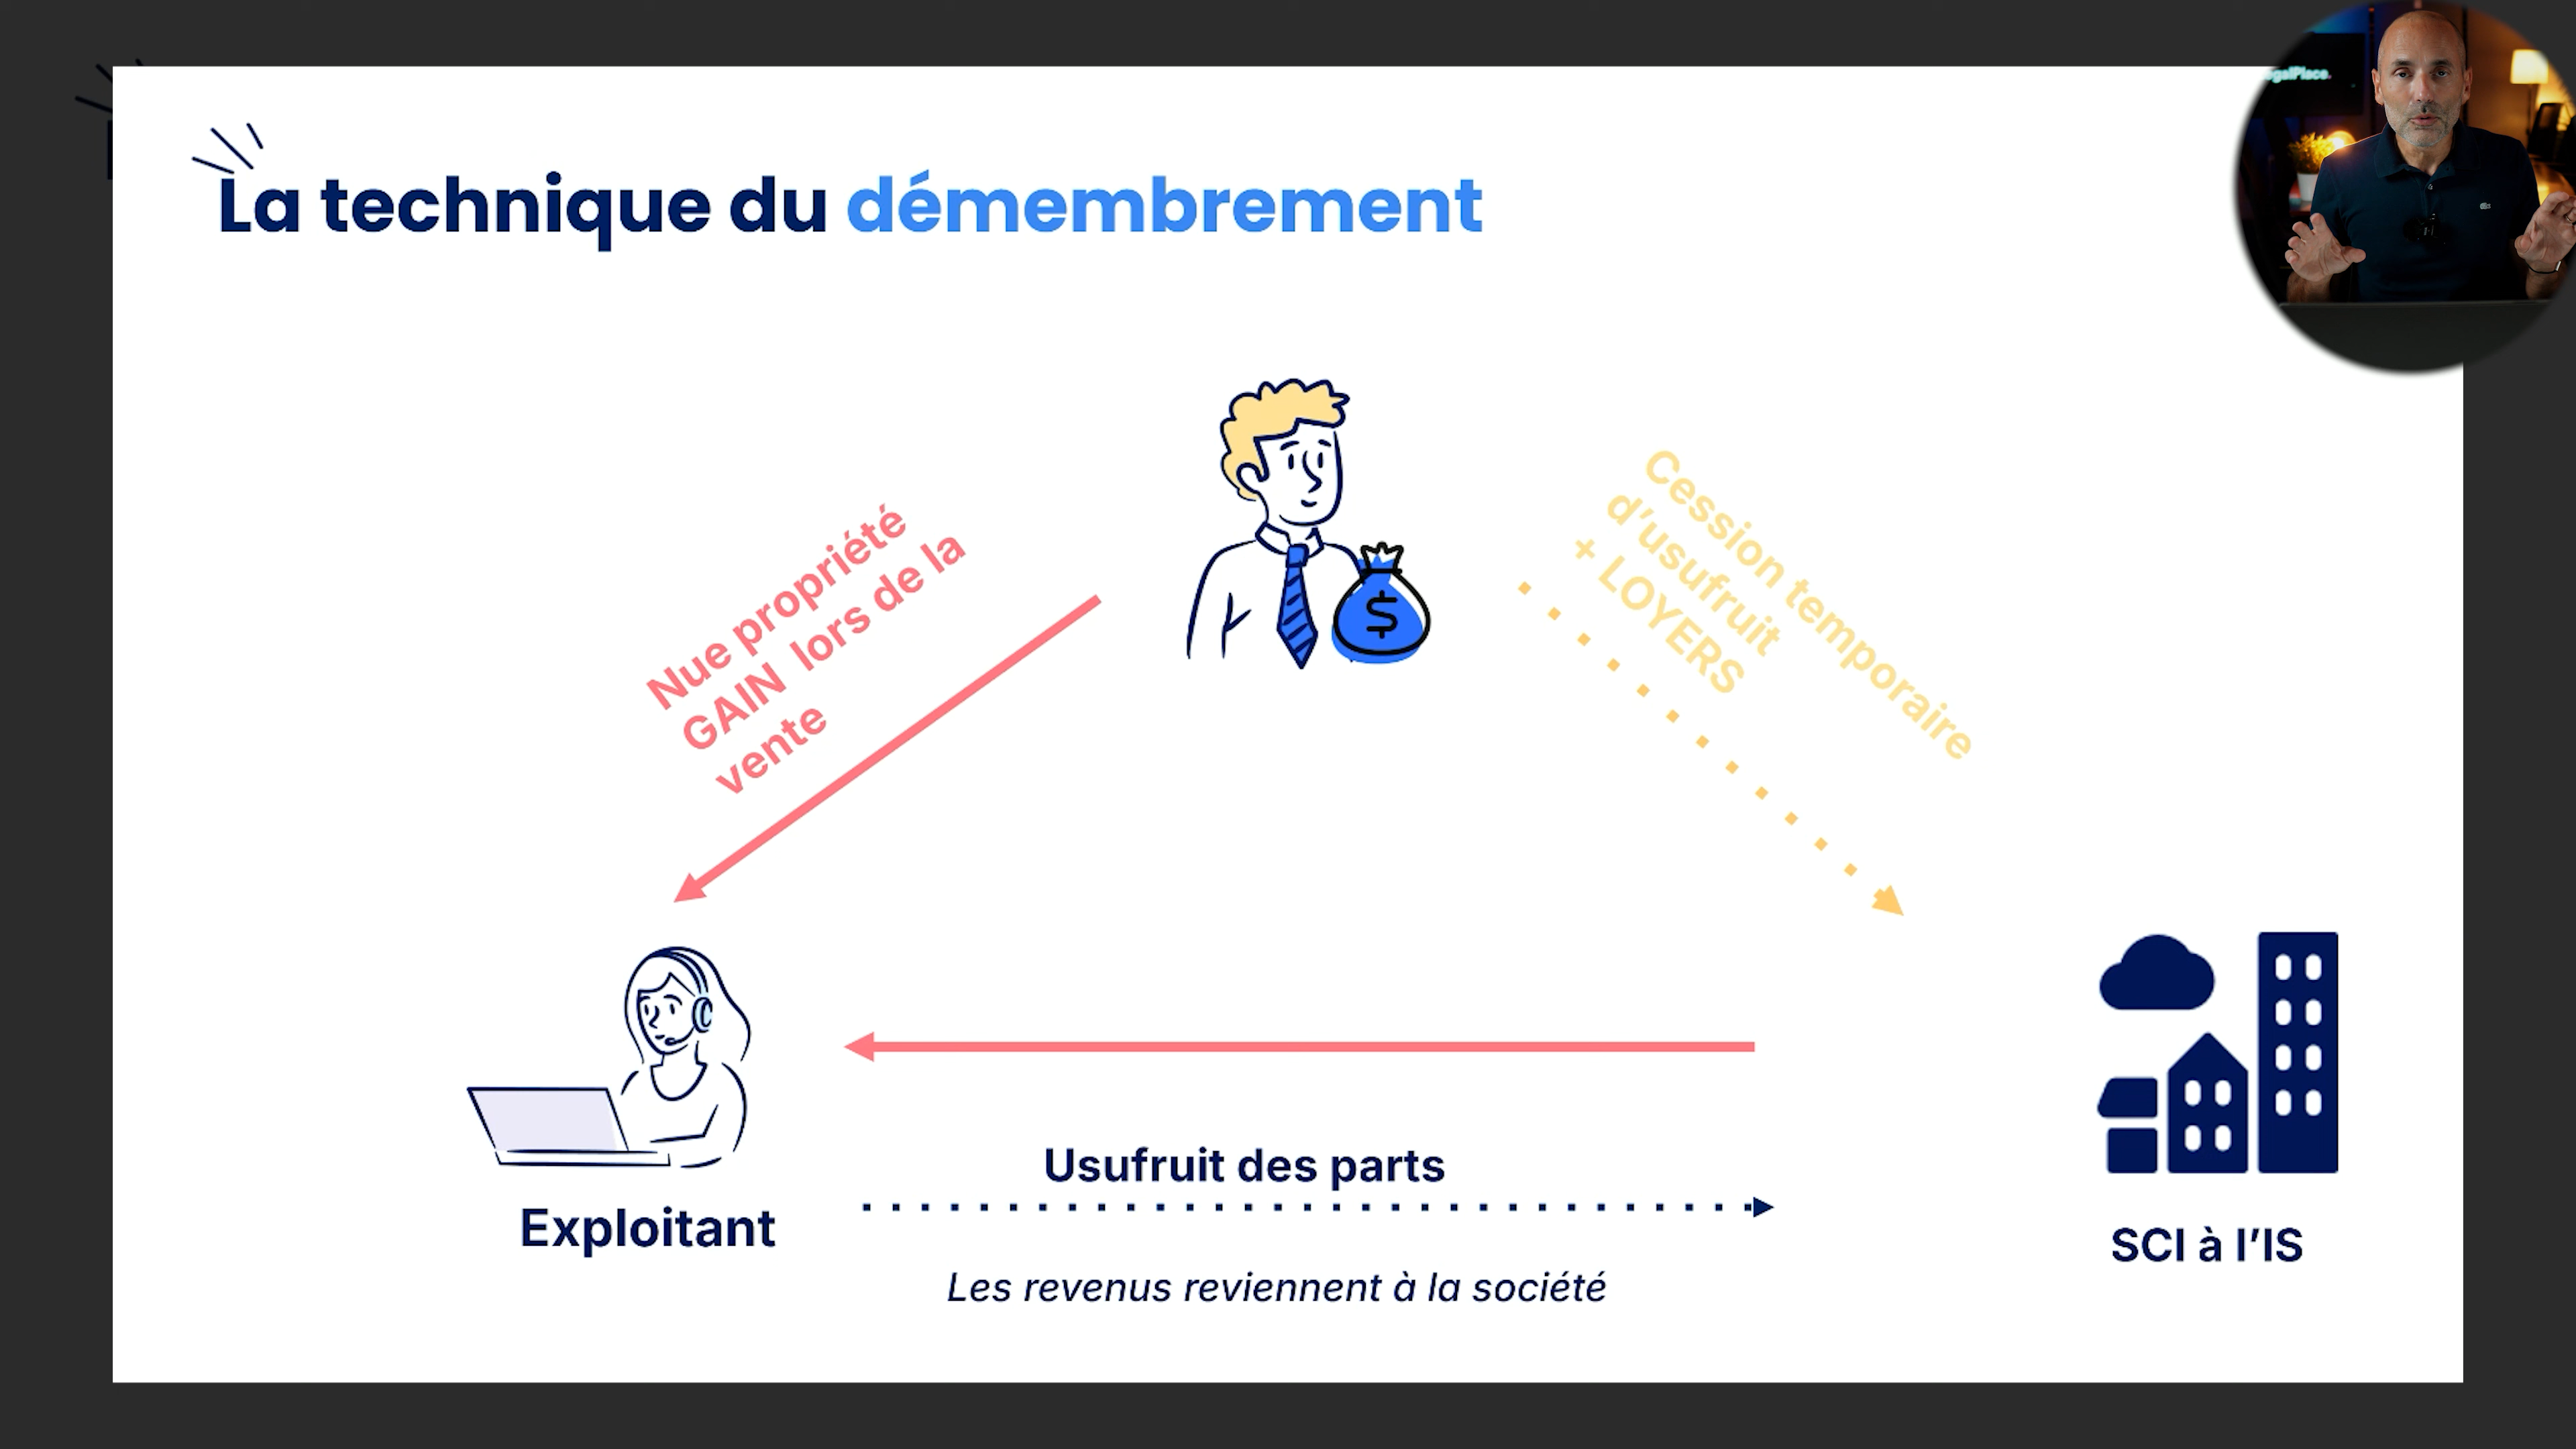 La technique du démembrement
Nue propriété
GAIN lors de la
vente
Cession temporaire
d'usufruit
+ LOYERS
$
Usufruit des parts
Exploitant
SCI à l'IS
Les revenus reviennent à la société